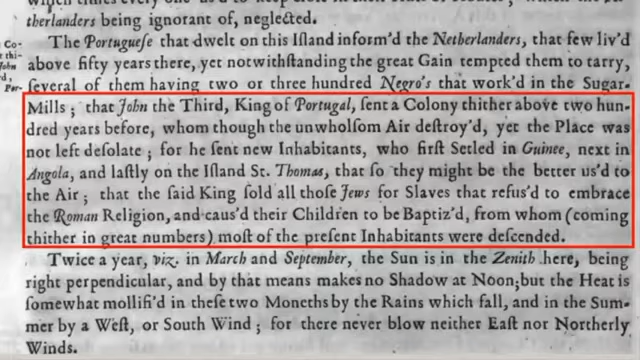 therlanders being ignorant of, neglected.
The Portugueſe that dwelt on this Iſland inform'd the Netherlanders, that few liv'd
above fifty years there, yet notwithſtanding the great Gain tempted them to tarry,
ſeveral of them having two or three hundred Negro's that work'd in the Sugar-
Mills; that John the Third, King of Portugal, ſent a Colony thither above two hun-
dred years before, whom though the unwholſom Air deſtroy'd, yet the Place was
not left deſolate; for he ſent new Inhabitants, who firſt Settled in Guinee, next in
Angola, and laſtly on the Iſland St. Thomas, that ſo they might be the better us'd to
the Air; that the ſaid King ſold all thoſe Jews for Slaves that refus'd to embrace
the Roman Religion, and caus'd their Children to be Baptiz'd, from whom (coming
thither in great numbers) moſt of the preſent Inhabitants were deſcended.
Twice a year, viz. in March and September, the Sun is in the Zenith here, being
right perpendicular, and by that means makes no Shadow at Noon; but the Heat is
ſomewhat mollifi'd in theſe two Moneths by the Rains which fall, and in the Sum-
mer by a Weſt, or South Wind; for there never blow neither Eaſt nor Northerly
Winds.